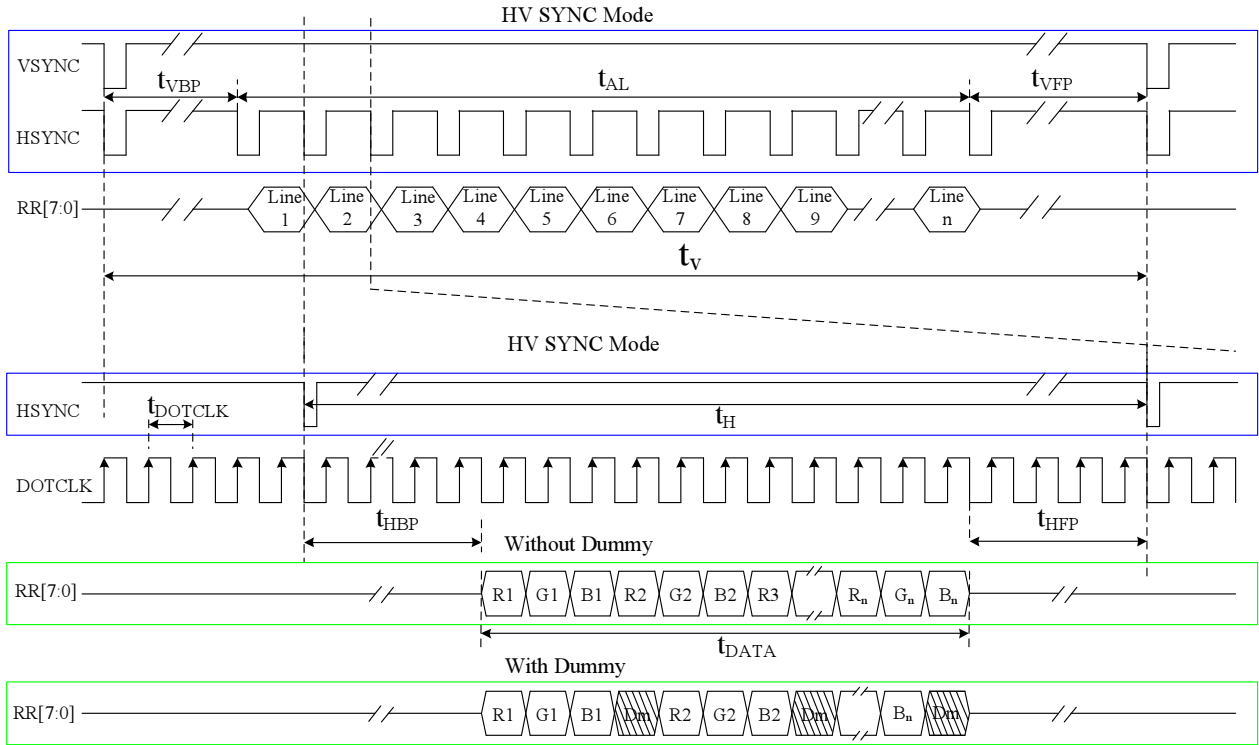 HV SYNC Mode
VSYNC
tVBP
tAL
tVFP
HSYNC
RR[7:0]
Line 1
Line 2
Line 3
Line 4
Line 5
Line 6
Line 7
Line 8
Line 9
Line n
tV
HV SYNC Mode
HSYNC
tDOTCLK
tH
DOTCLK
tHBP
tHFP
Without Dummy
RR[7:0] R1 G1 B1 R2 G2 B2 R3 Rn Gn Bn
tDATA
With Dummy
RR[7:0] R1 G1 B1 Dm R2 G2 B2 Dm Bn Dm